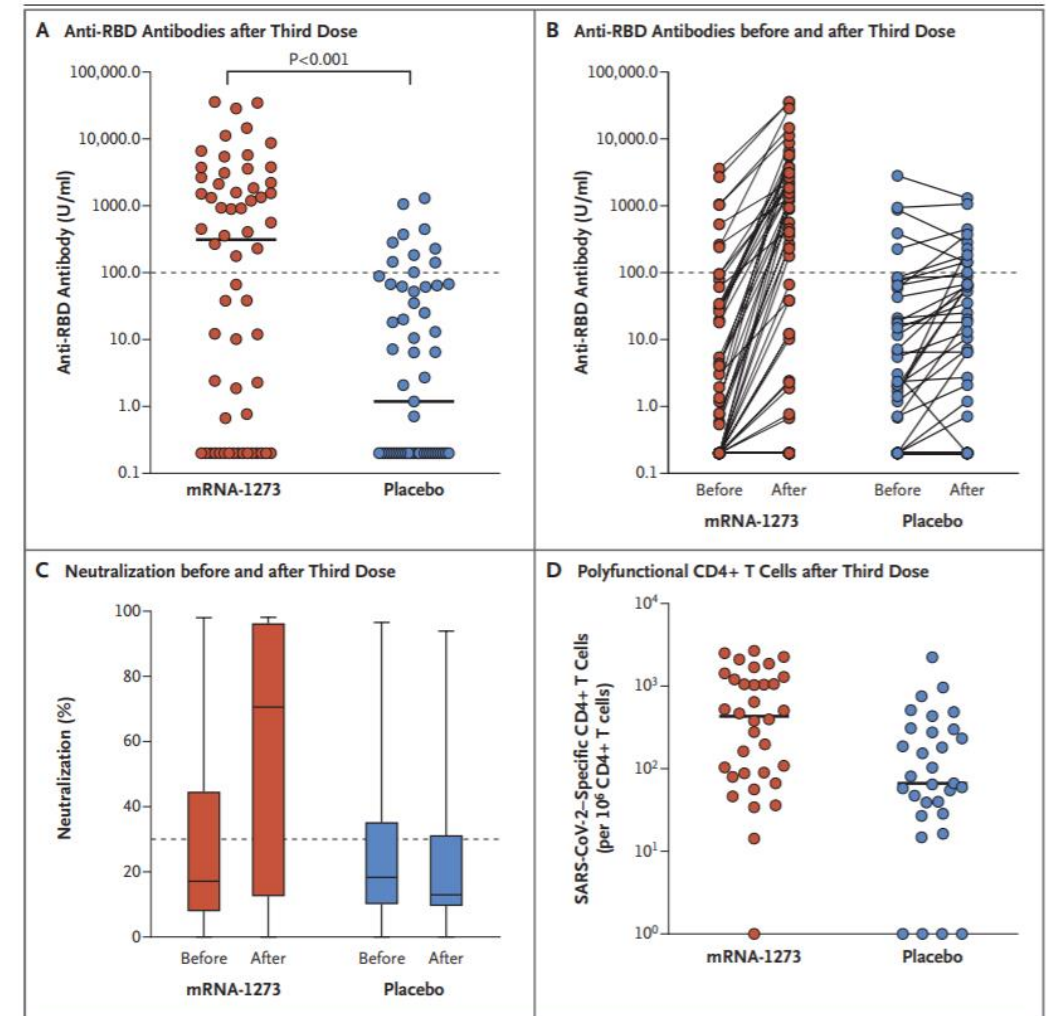 A Anti-RBD Antibodies after Third Dose
P<0.001
Anti-RBD Antibody (U/ml)
100,000.0
10,000.0
1000.0
100.0
10.0
1.0
0.1
mRNA-1273 Placebo
B Anti-RBD Antibodies before and after Third Dose
Anti-RBD Antibody (U/ml)
100,000.0
10,000.0
1000.0
100.0
10.0
1.0
0.1
Before After Before After
mRNA-1273 Placebo
C Neutralization before and after Third Dose
Neutralization (%)
100
80
60
40
20
0
Before After Before After
mRNA-1273 Placebo
D Polyfunctional CD4+ T Cells after Third Dose
SARS-CoV-2–Specific CD4+ T Cells
(per 10⁶ CD4+ T cells)
10⁴
10³
10²
10¹
10⁰
mRNA-1273 Placebo